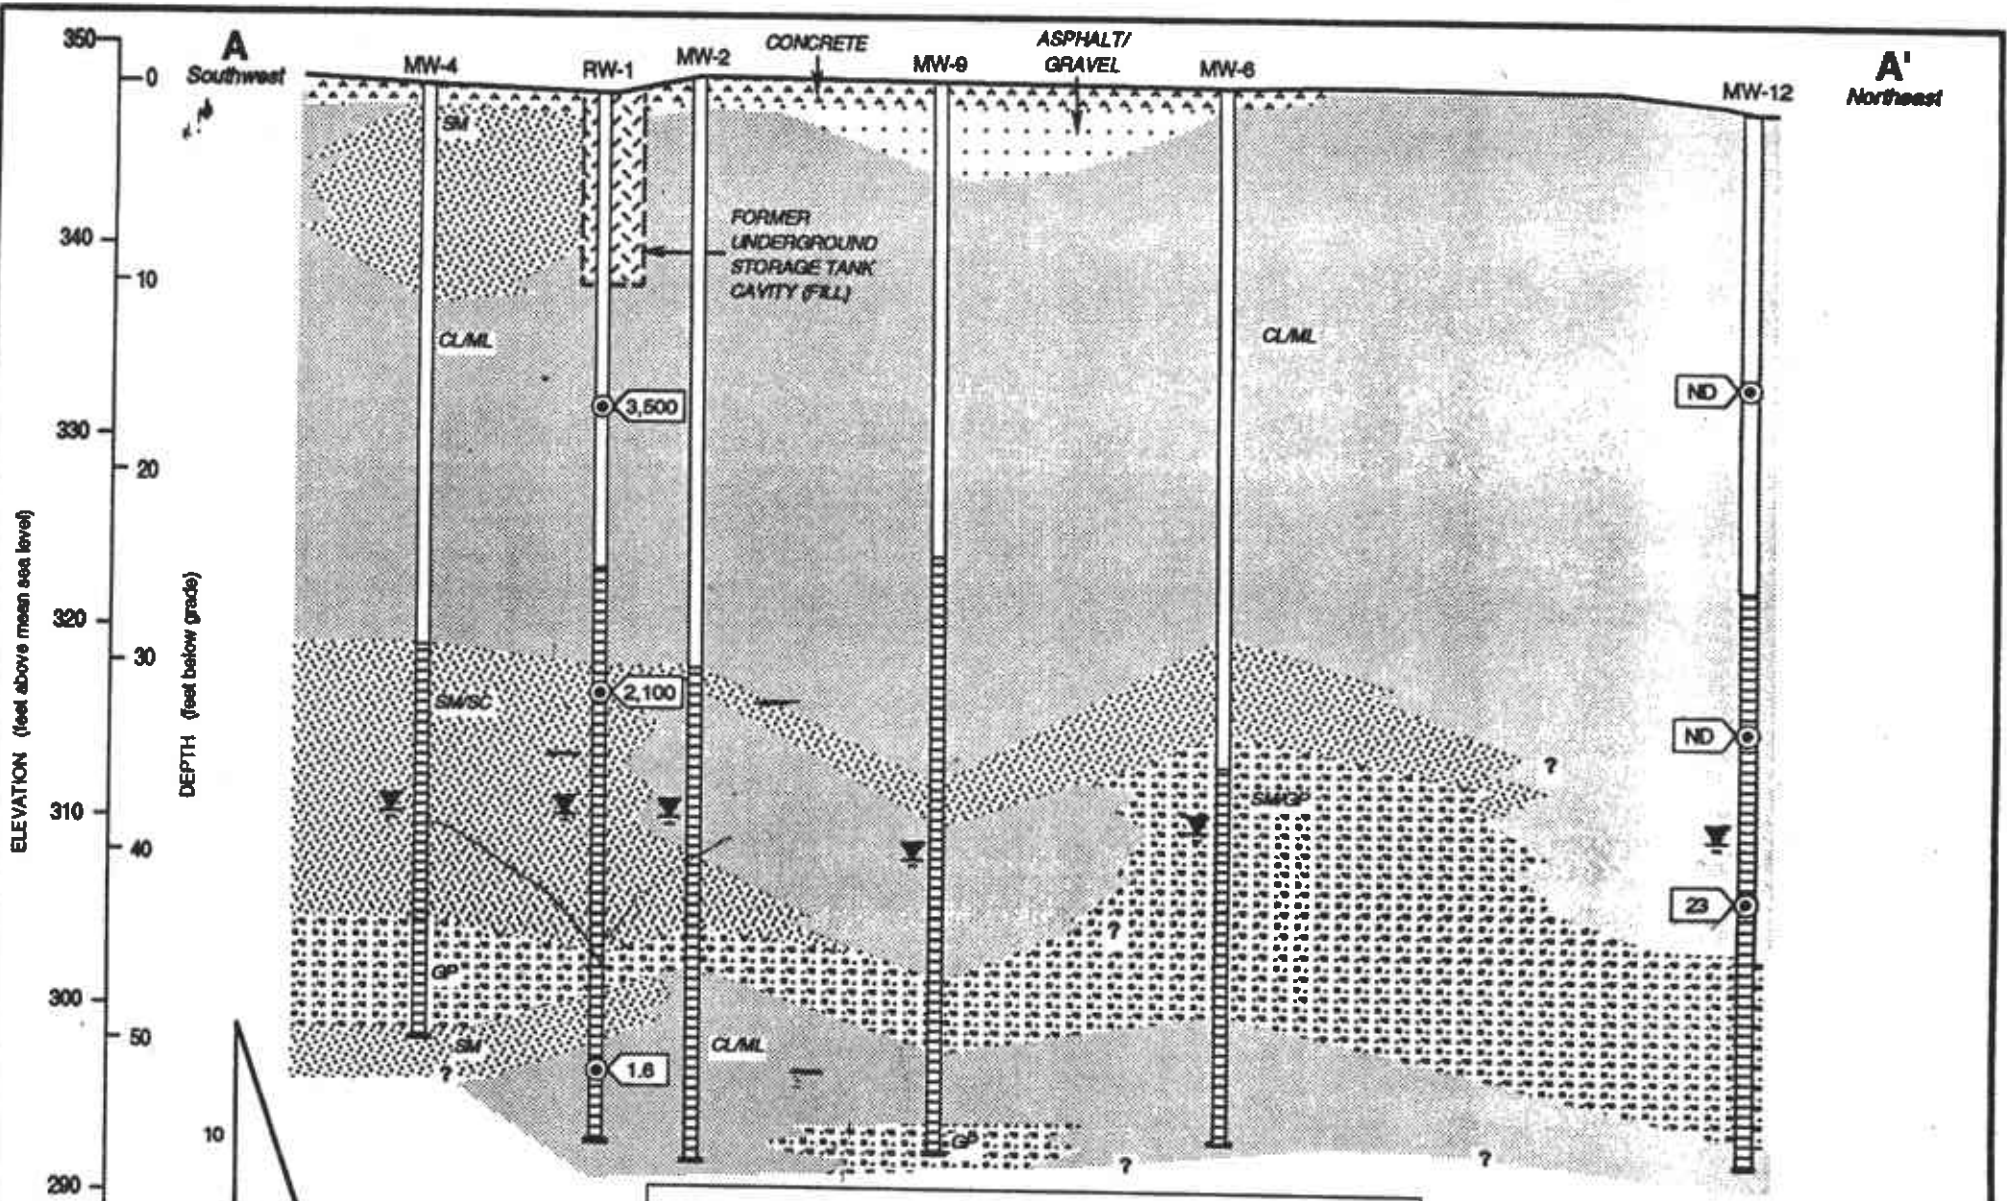 350
A
Southwest
0
MW-4
RW-1
MW-2
CONCRETE
MW-9
ASPHALT/
GRAVEL
MW-6
MW-12
A'
Northeast
SM
340
10
FORMER
UNDERGROUND
STORAGE TANK
CAVITY (FILL)
CL/ML
CL/ML
3,500
ND
330
20
320
30
ELEVATION (feet above mean sea level)
DEPTH (feet below grade)
SM/SC
2,100
ND
?
310
SM/GP
40
23
?
GP
300
50
SM
?
CL/ML
1.6
10
GP
?
?
290